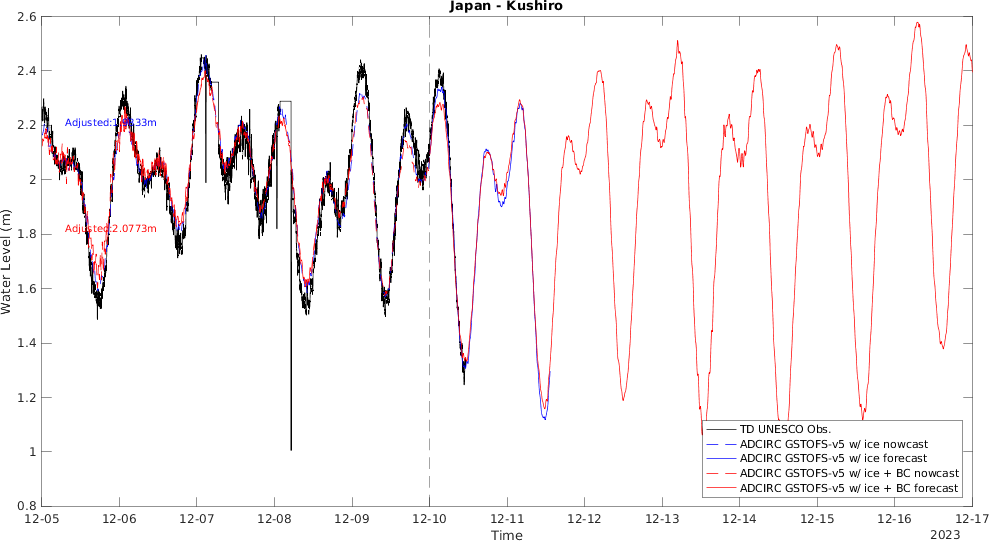 Japan - Kushiro
Water Level (m)
2.6
2.4
2.2
2
1.8
1.6
1.4
1.2
1
0.8
Adjusted:2.0773m
TD UNESCO Obs.
ADCIRC GSTOFS-v5 w/ ice nowcast
ADCIRC GSTOFS-v5 w/ ice forecast
ADCIRC GSTOFS-v5 w/ ice + BC nowcast
ADCIRC GSTOFS-v5 w/ ice + BC forecast
12-05 12-06 12-07 12-08 12-09 12-10 12-11 12-12 12-13 12-14 12-15 12-16 12-17
Time
2023